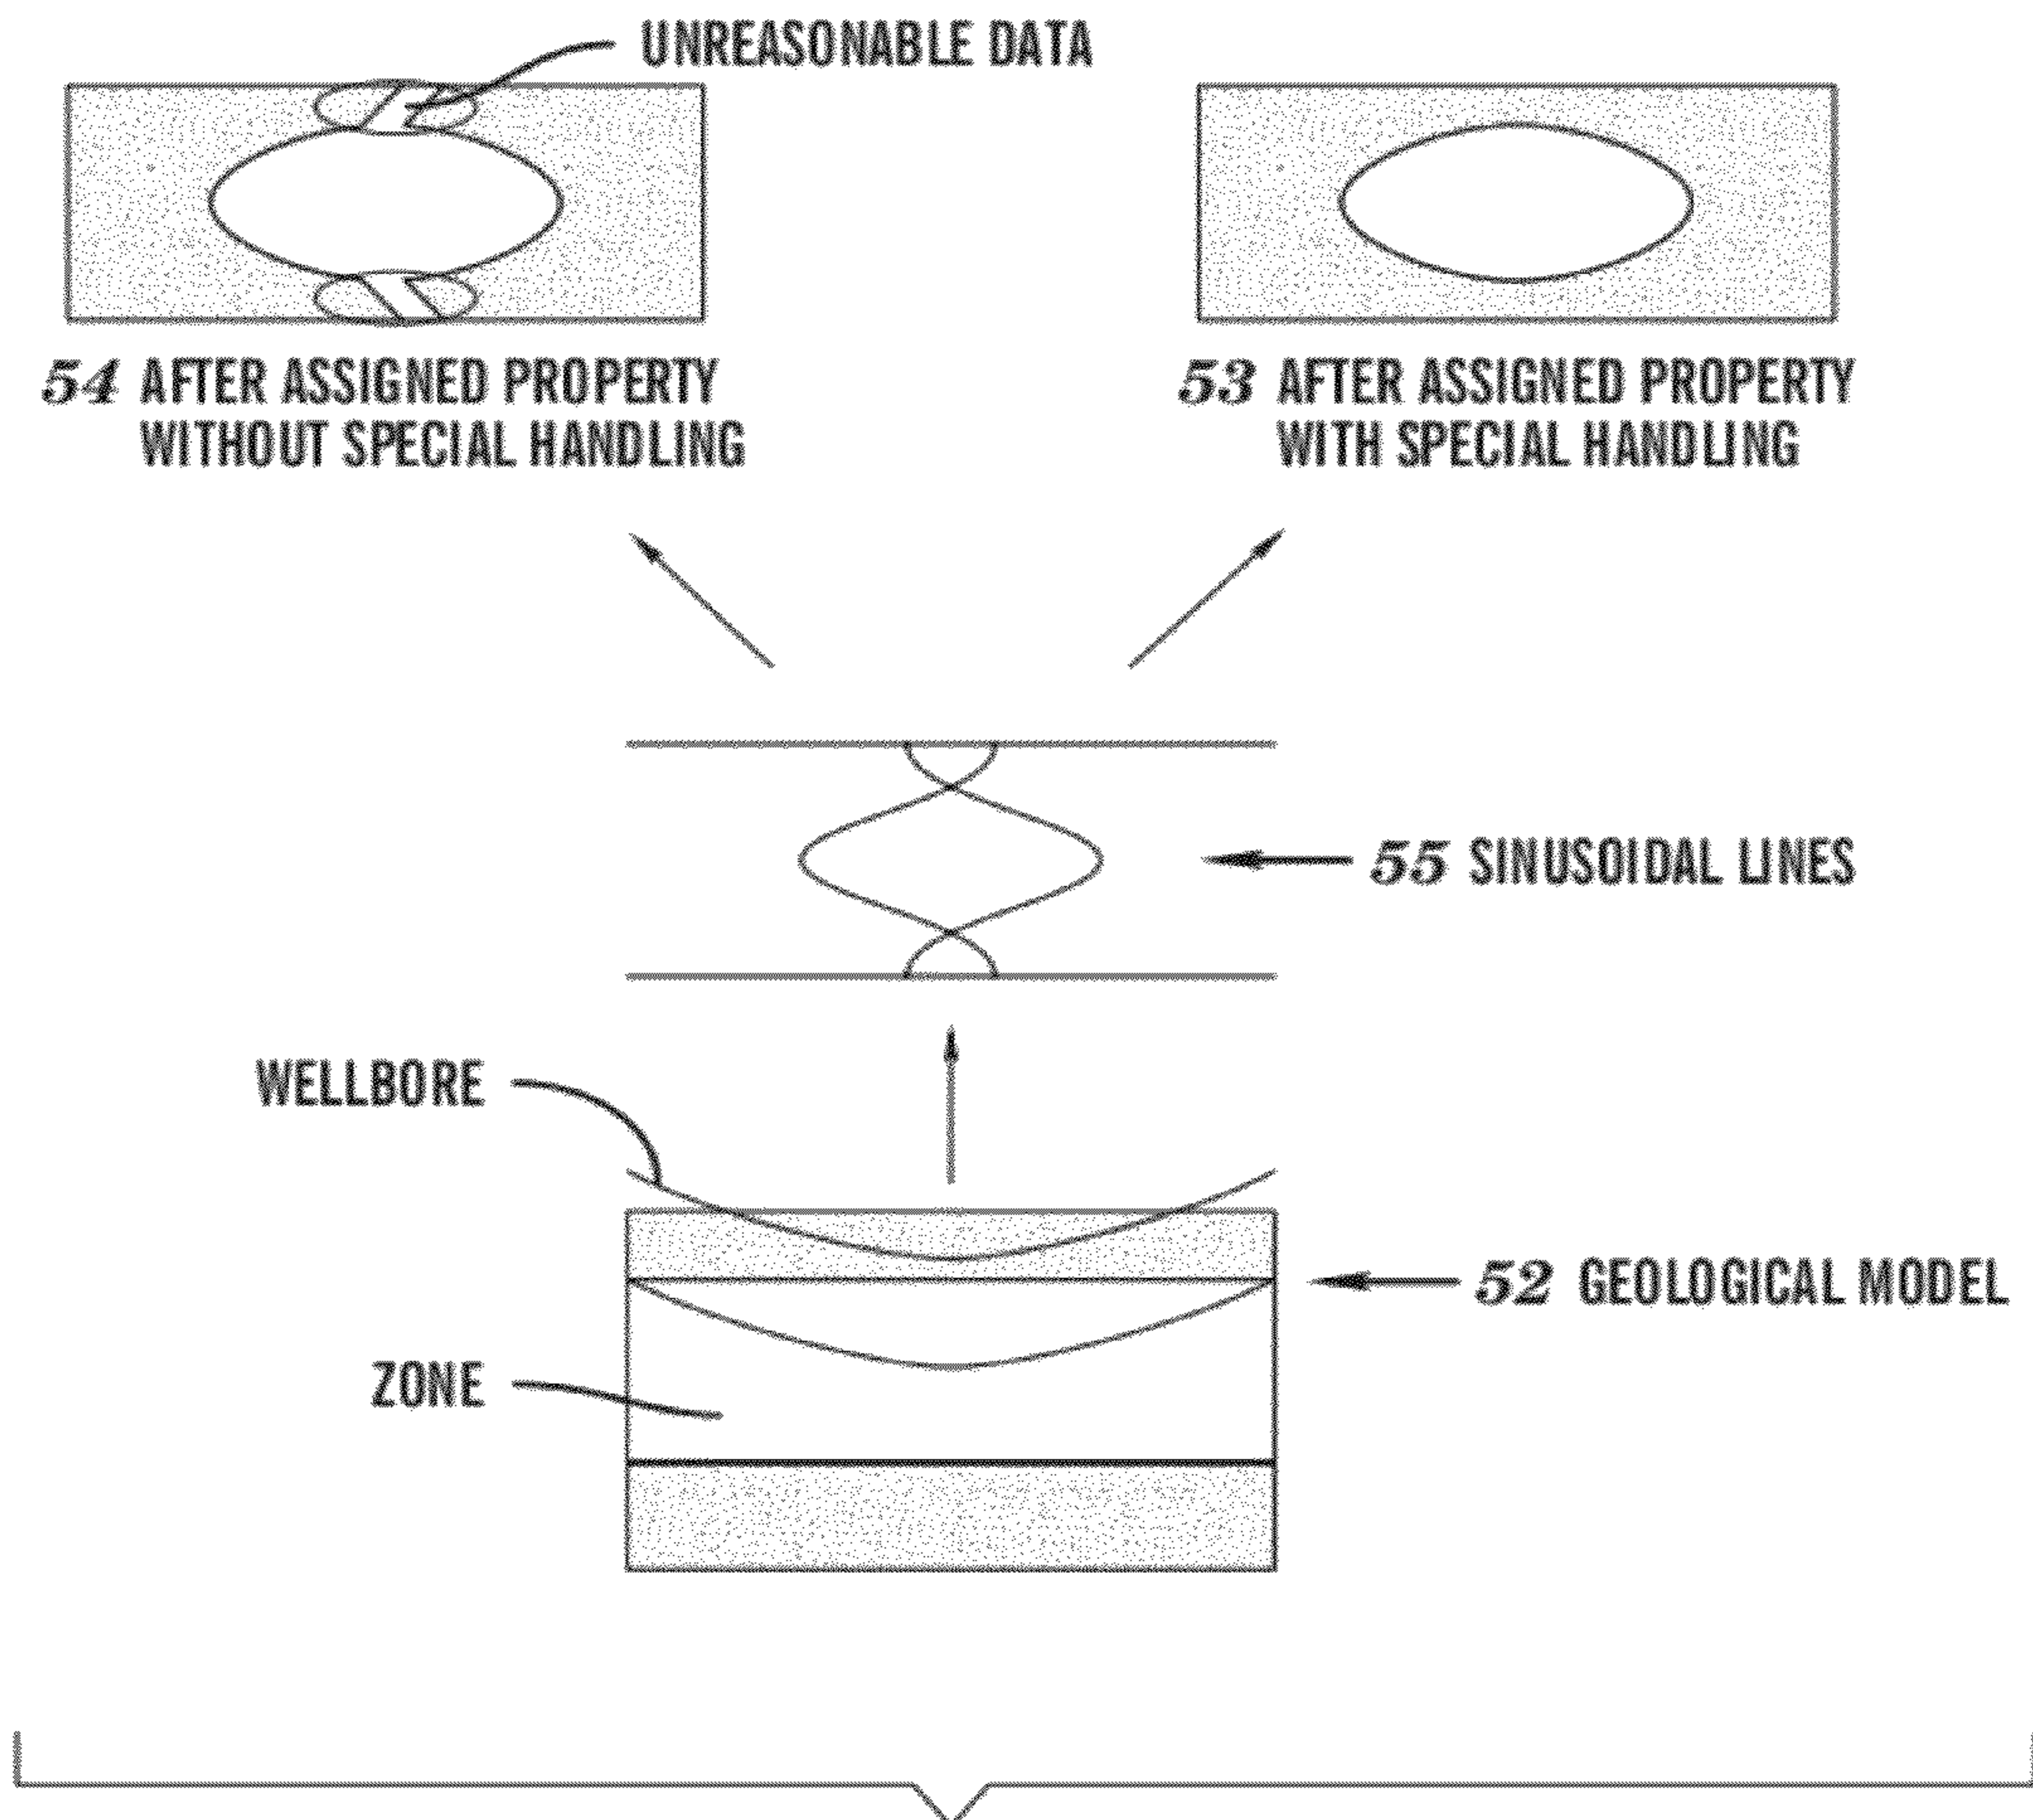 UNREASONABLE DATA
54 AFTER ASSIGNED PROPERTY
WITHOUT SPECIAL HANDLING
53 AFTER ASSIGNED PROPERTY
WITH SPECIAL HANDLING
55 SINUSOIDAL LINES
WELLBORE
52 GEOLOGICAL MODEL
ZONE